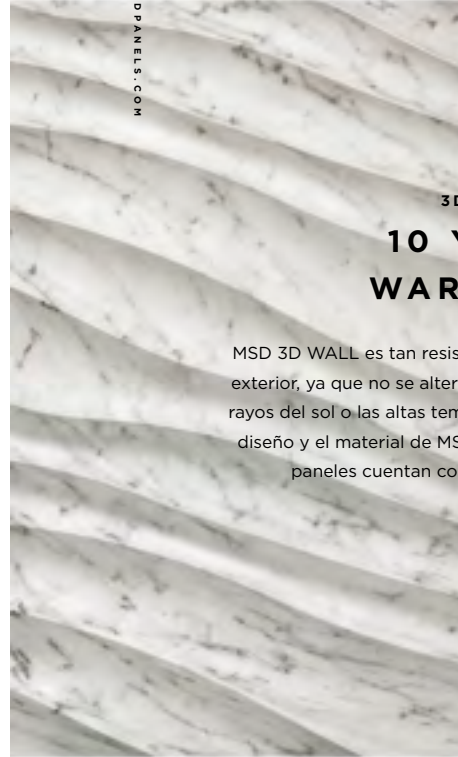 DPANELS.COM
3D
10 Y
WAR
MSD 3D WALL es tan resis
exterior, ya que no se alter
rayos del sol o las altas tem
diseño y el material de MS
paneles cuentan co